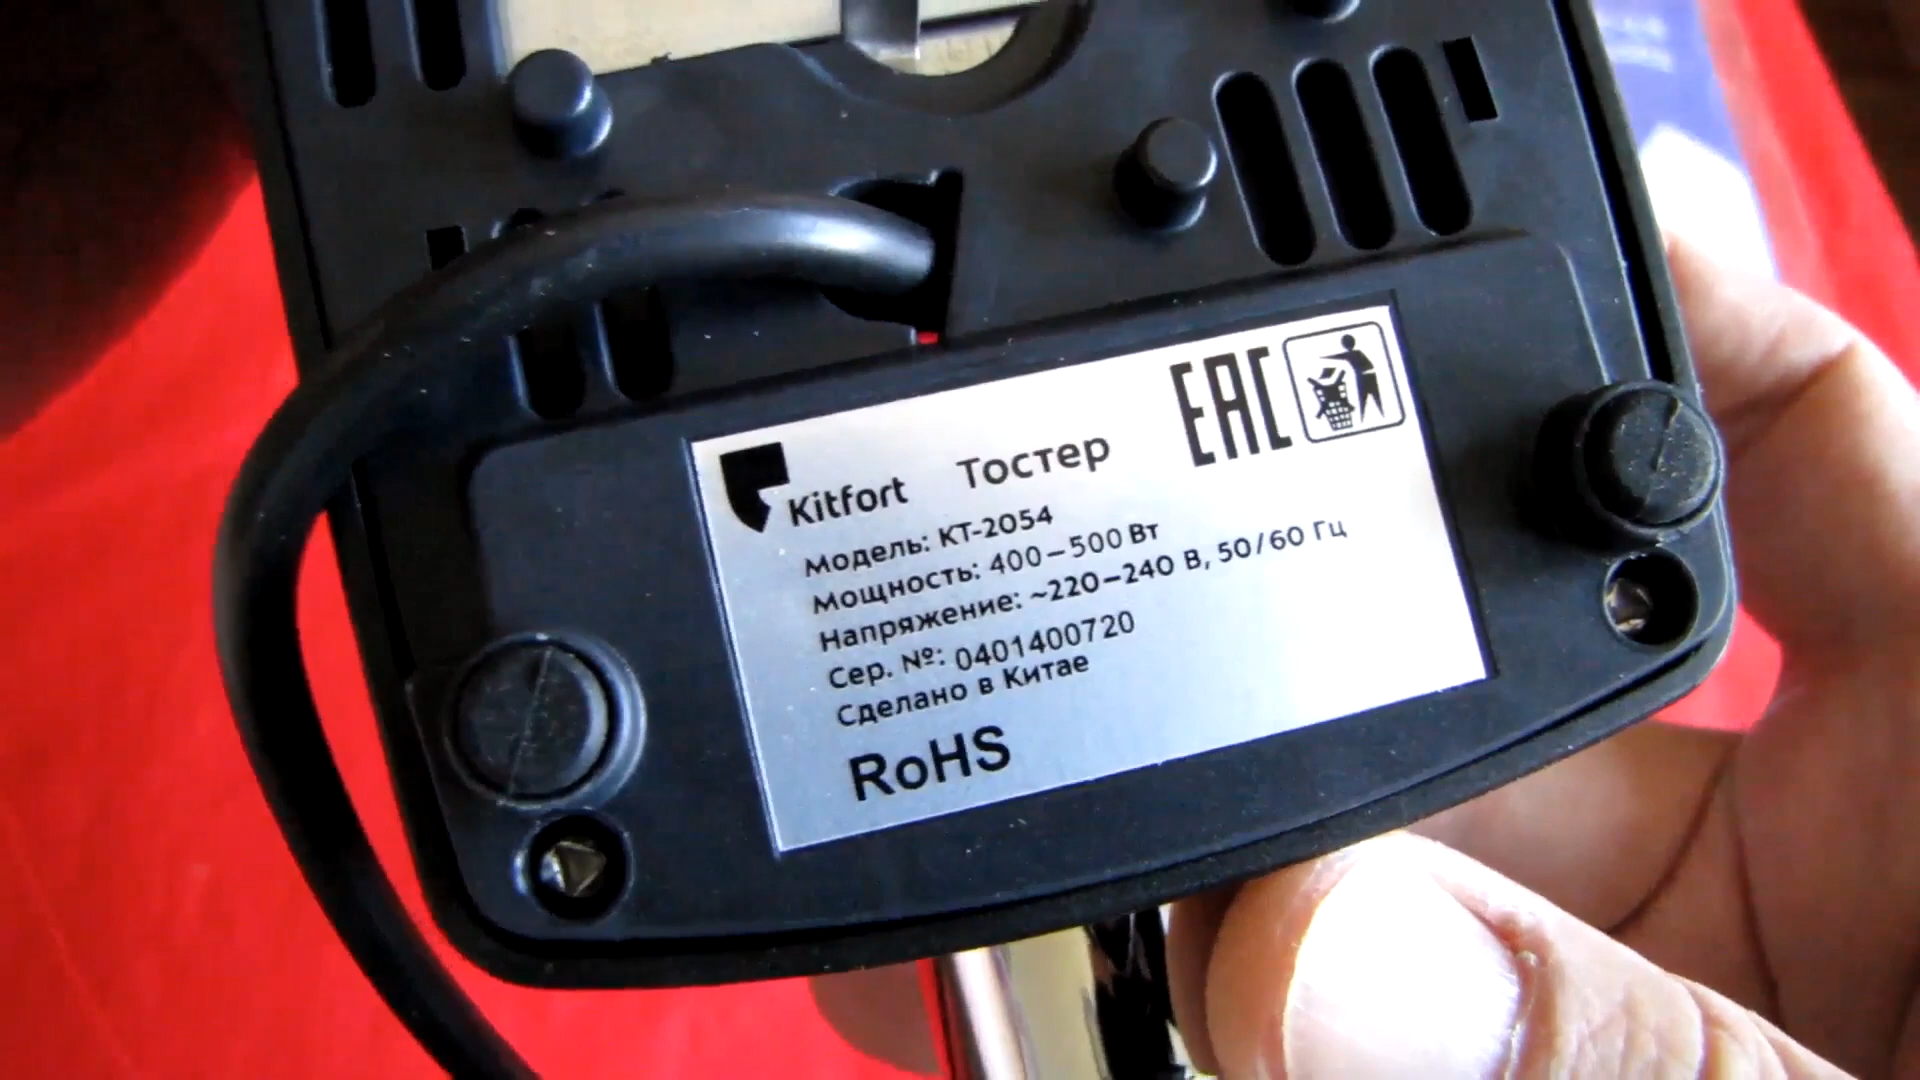 Kitfort Тостер EAC
Модель: КТ-2054
Мощность: 400–500 Вт
Напряжение: ~220–240 В, 50/60 Гц
Сер. №: 0401400720
Сделано в Китае
RoHS